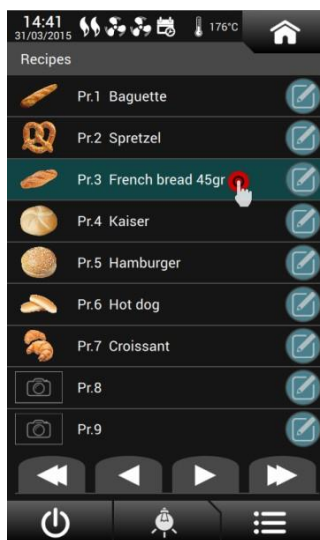 14:41
31/03/2015
176°C
Recipes
Pr.1 Baguette
Pr.2 Spretzel
Pr.3 French bread 45gr
Pr.4 Kaiser
Pr.5 Hamburger
Pr.6 Hot dog
Pr.7 Croissant
Pr.8
Pr.9